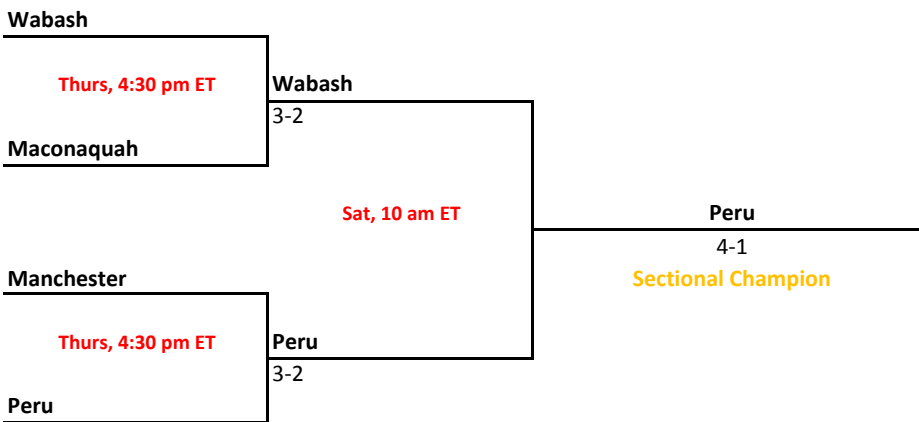 Wabash
Thurs, 4:30 pm ET
Wabash
3-2
Maconaquah
Sat, 10 am ET
Peru
4-1
Sectional Champion
Manchester
Thurs, 4:30 pm ET
Peru
3-2
Peru